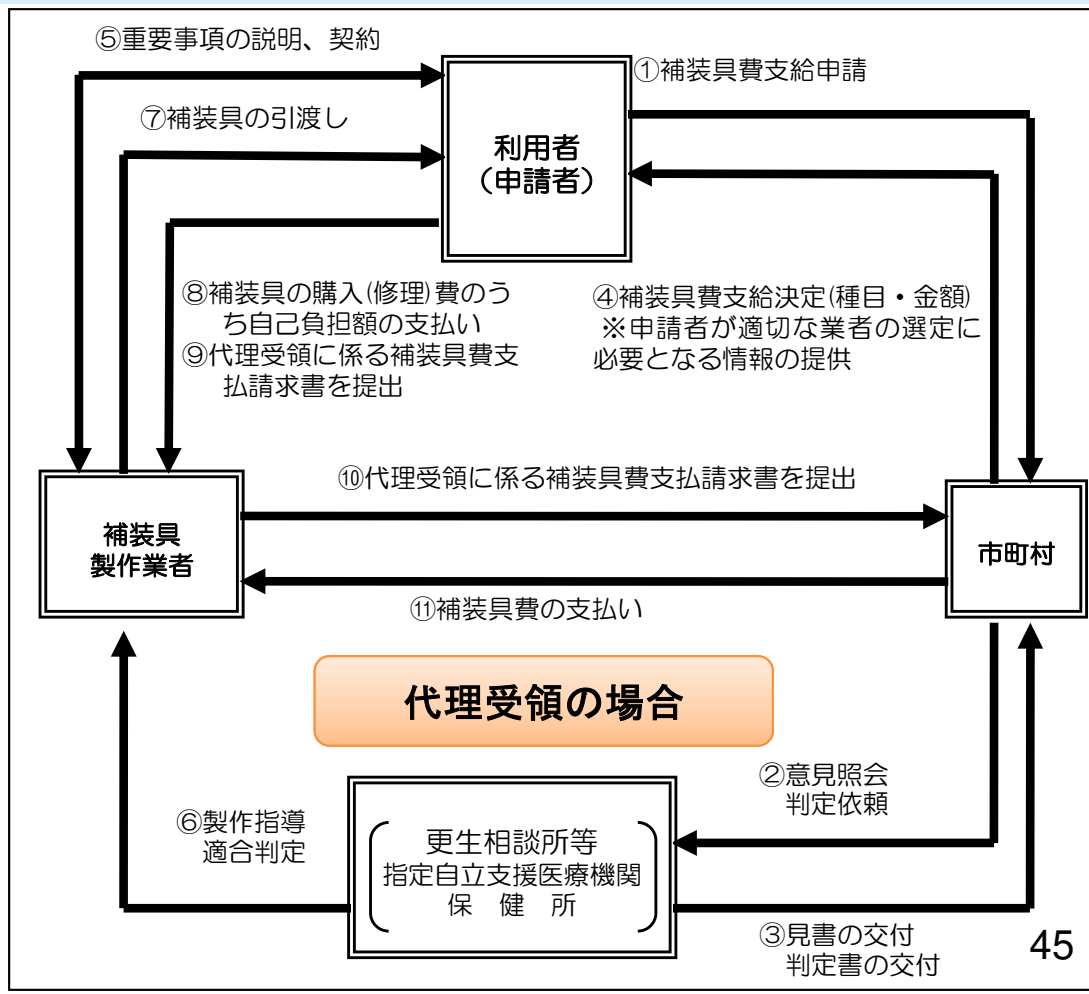 ⑤重要事項の説明、契約
①補装具費支給申請
⑦補装具の引渡し
利用者
（申請者）
⑧補装具の購入(修理)費のう
ち自己負担額の支払い
⑨代理受領に係る補装具費支
払請求書を提出
④補装具費支給決定(種目・金額)
※申請者が適切な業者の選定に
必要となる情報の提供
⑩代理受領に係る補装具費支払請求書を提出
補装具
製作業者
市町村
⑪補装具費の支払い
代理受領の場合
②意見照会
判定依頼
⑥製作指導
適合判定
更生相談所等
指定自立支援医療機関
保　健　所
③見書の交付
判定書の交付
45